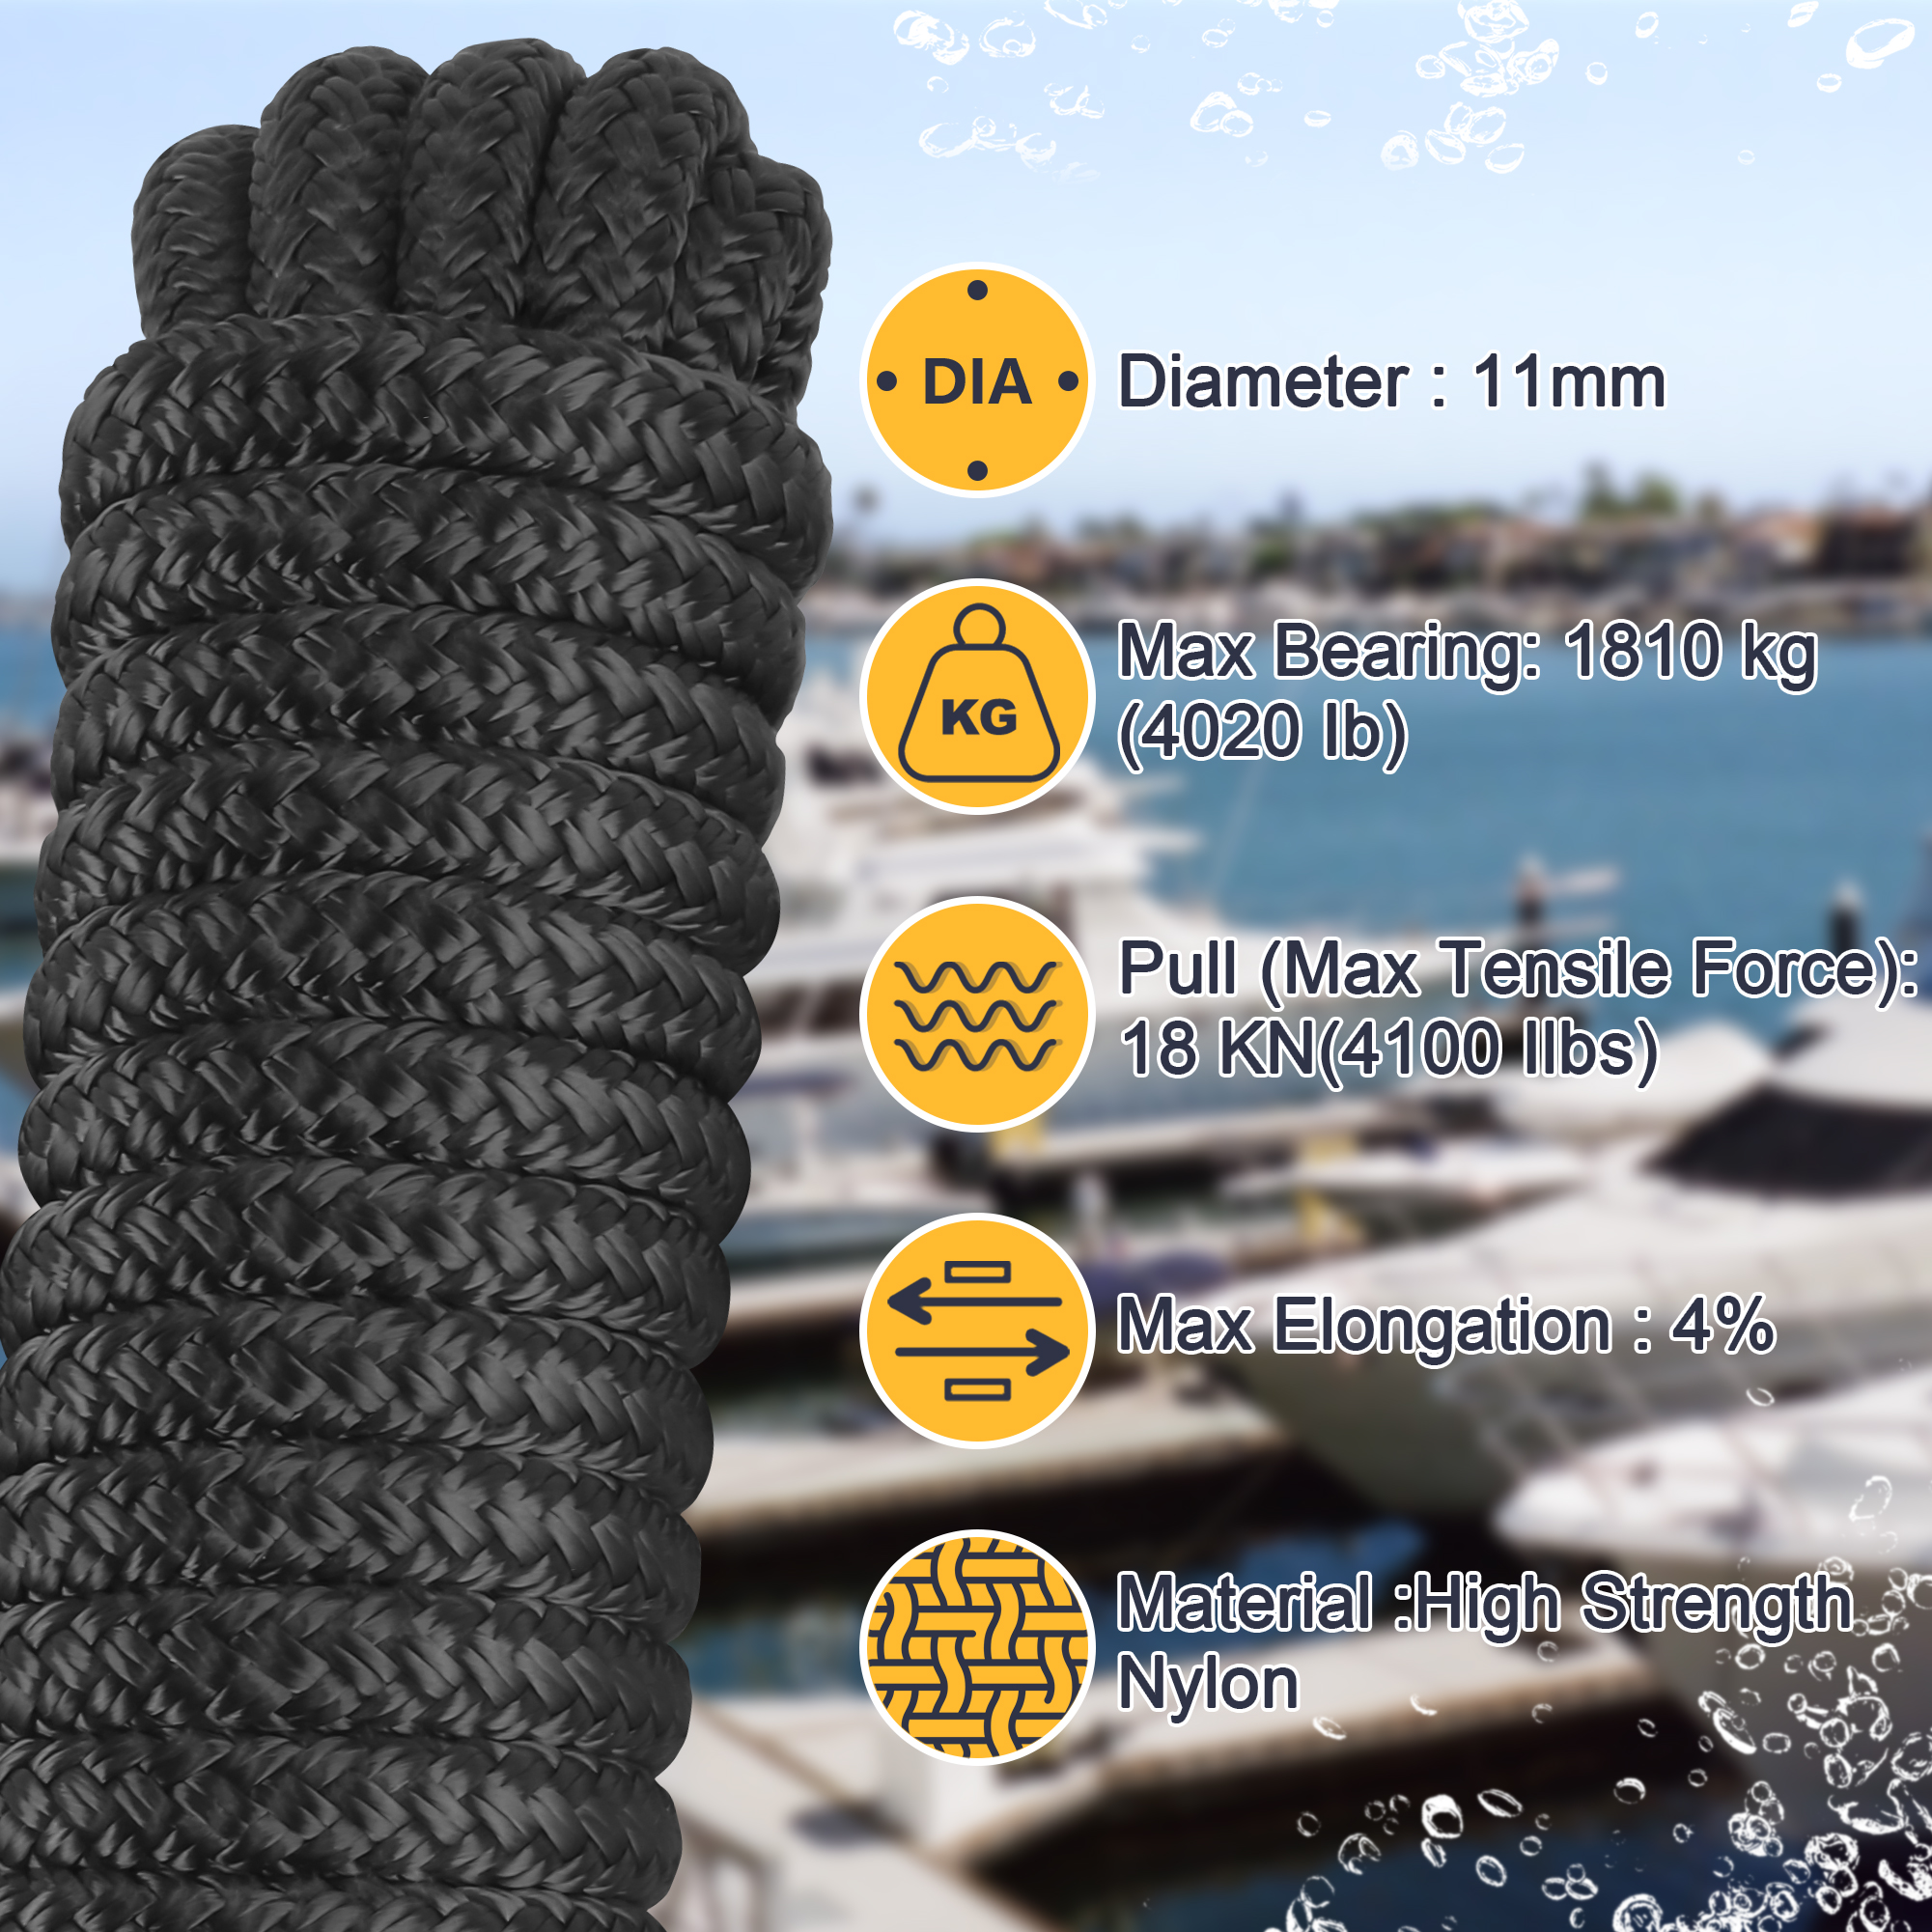 DIA
Diameter : 11mm
KG
Max Bearing: 1810 kg
(4020 lb)
Pull (Max Tensile Force):
18 KN(4100 llbs)
Max Elongation : 4%
Material :High Strength
Nylon